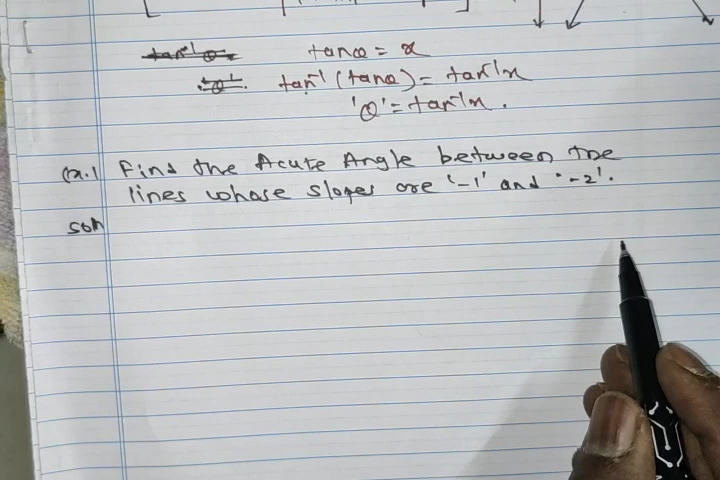 tanθ = x
tan⁻¹(tanθ) = tan⁻¹x
'θ' = tan⁻¹x.
Ex.1 Find the Acute Angle between the
lines whose slopes are '-1' and '-2'.
soln